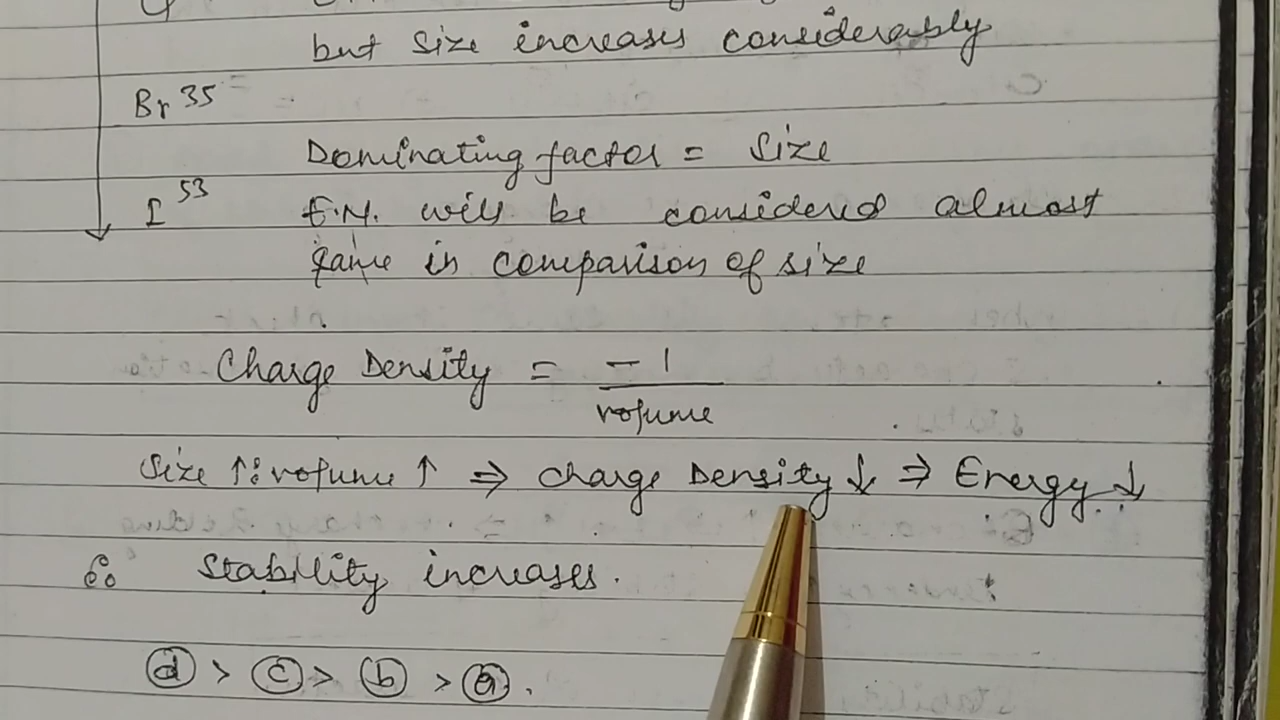 but size increases considerably
Br 35
Dominating factor = Size
I 53
E.N. will be considered almost
same in comparison of size
Charge Density = - 1
volume
Size ↑ : volume ↑ ⇒ charge Density ↓ ⇒ Energy ↓
∴ Stability increases.
d > c > b > a .